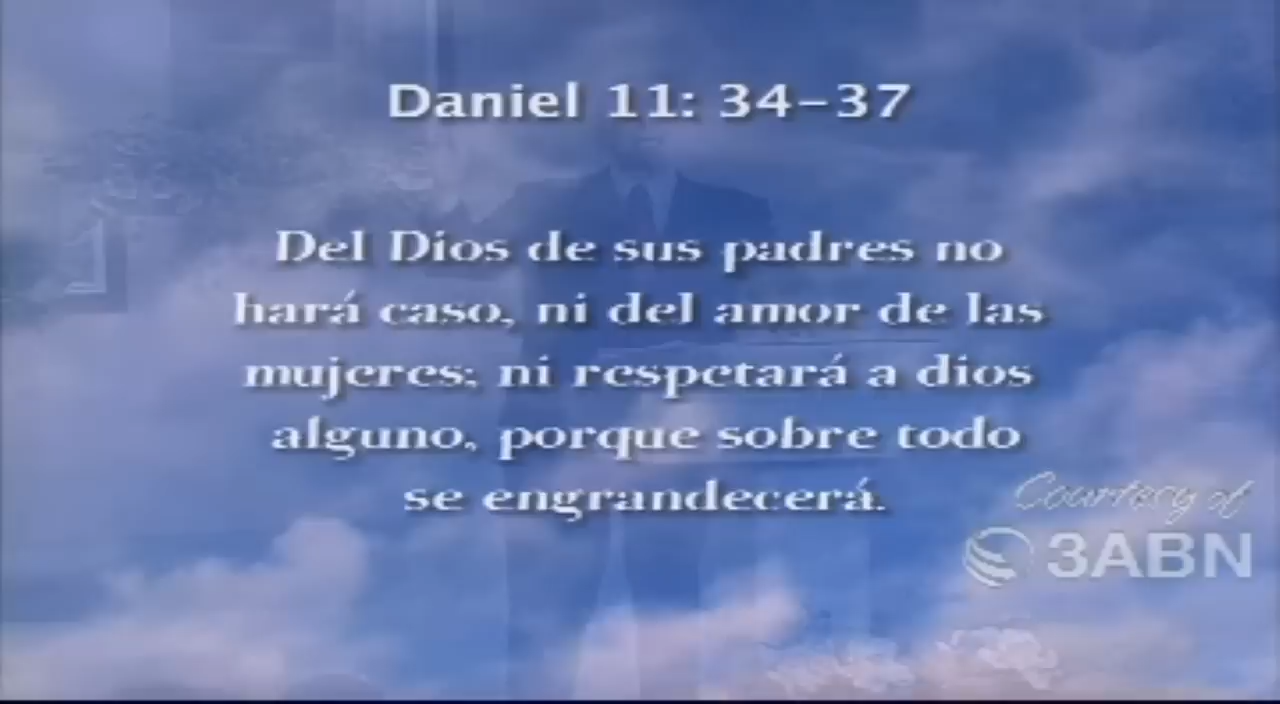 Daniel 11: 34-37
Del Dios de sus padres no
hará caso, ni del amor de las
mujeres; ni respetará a dios
alguno, porque sobre todo
se engrandecerá.
Courtesy of
3ABN